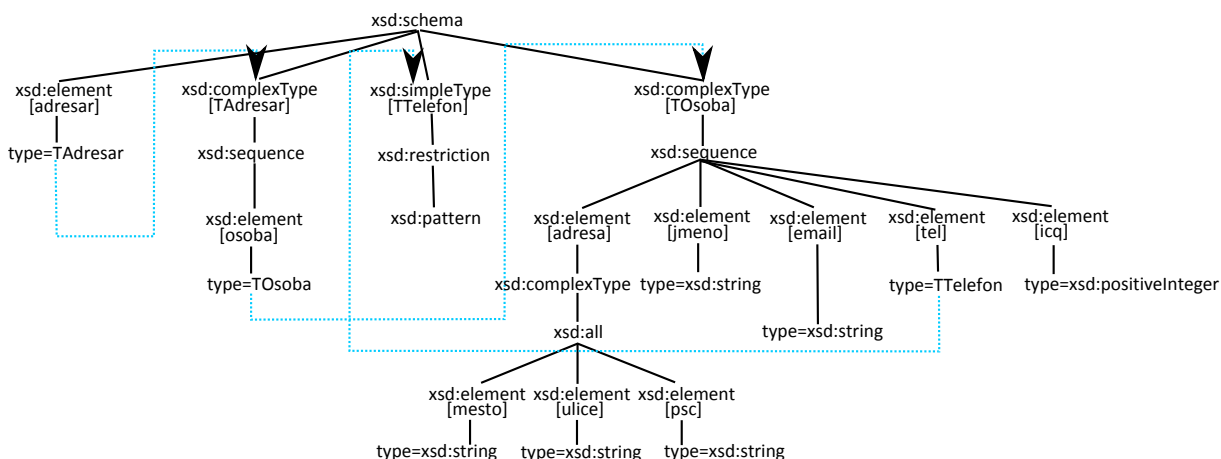 xsd:schema
xsd:element
[adresar]
xsd:complexType
[TAdresar]
xsd:simpleType
[TTelefon]
xsd:complexType
[TOsoba]
type=TAdresar
xsd:sequence
xsd:restriction
xsd:sequence
xsd:element
[osoba]
xsd:pattern
xsd:element
[adresa]
xsd:element
[jmeno]
xsd:element
[email]
xsd:element
[tel]
xsd:element
[icq]
type=TOsoba
xsd:complexType
type=xsd:string
type=TTelefon
type=xsd:positiveInteger
xsd:all
type=xsd:string
xsd:element
[mesto]
xsd:element
[ulice]
xsd:element
[psc]
type=xsd:string
type=xsd:string
type=xsd:string